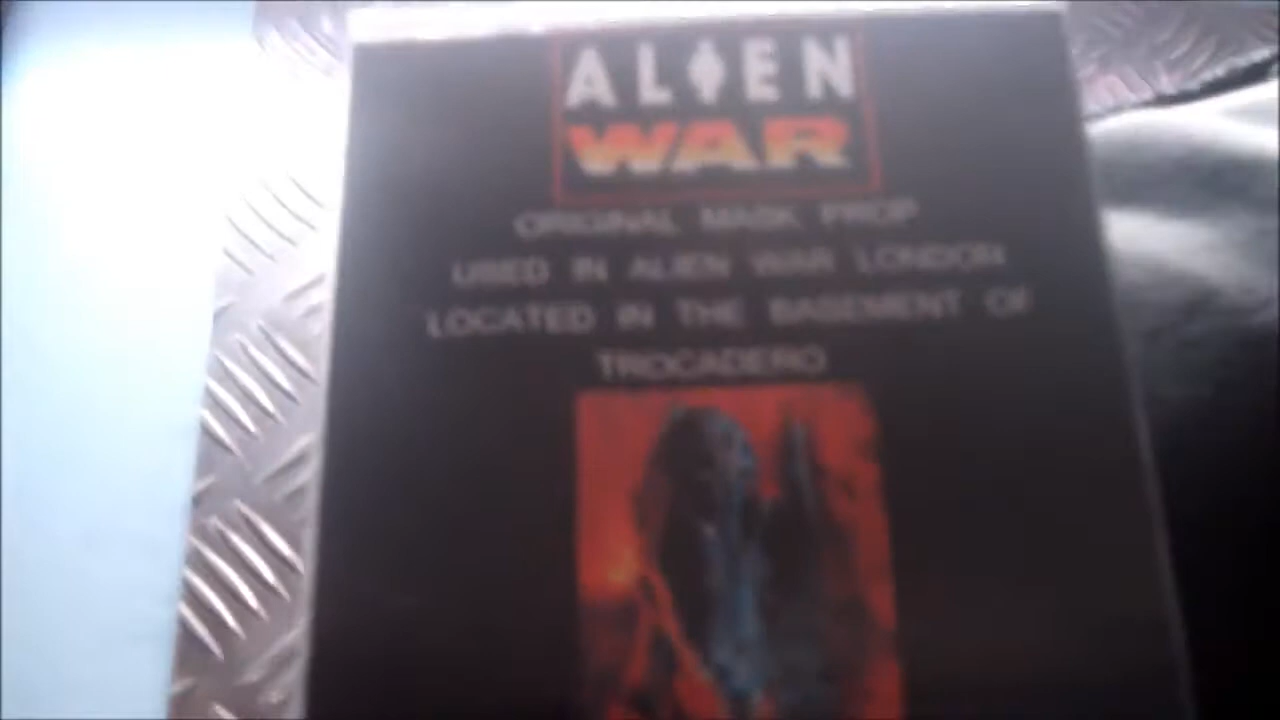 ALIEN
WAR
ORIGINAL MASK PROP
USED IN ALIEN WAR LONDON
LOCATED IN THE BASEMENT OF
TROCADERO